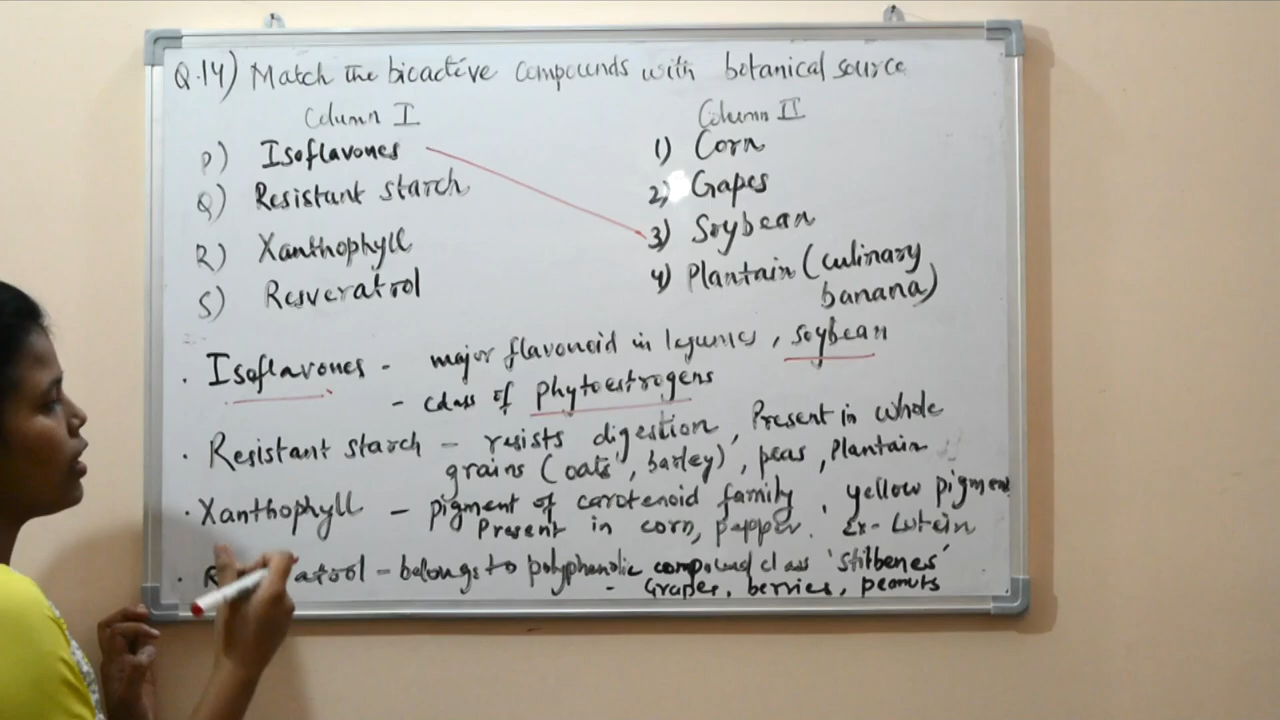 Q.14) Match the bioactive compounds with botanical source
Column I Column II
P) Isoflavones 1) Corn
Q) Resistant starch 2) Gapes
R) Xanthophyll 3) Soybean
S) Resveratrol 4) Plantain (culinary
banana)
. Isoflavones - major flavonoid in legumes, soybean
- class of phytoestrogens
. Resistant starch - resists digestion, Present in whole
grains (oats, barley), peas, plantain
. Xanthophyll - pigment of carotenoid family, yellow pigment
Present in corn, pepper. Ex- Lutein
. - belongs to polyphenolic compound class 'Stilbenes'
- Grapes, berries, peanuts